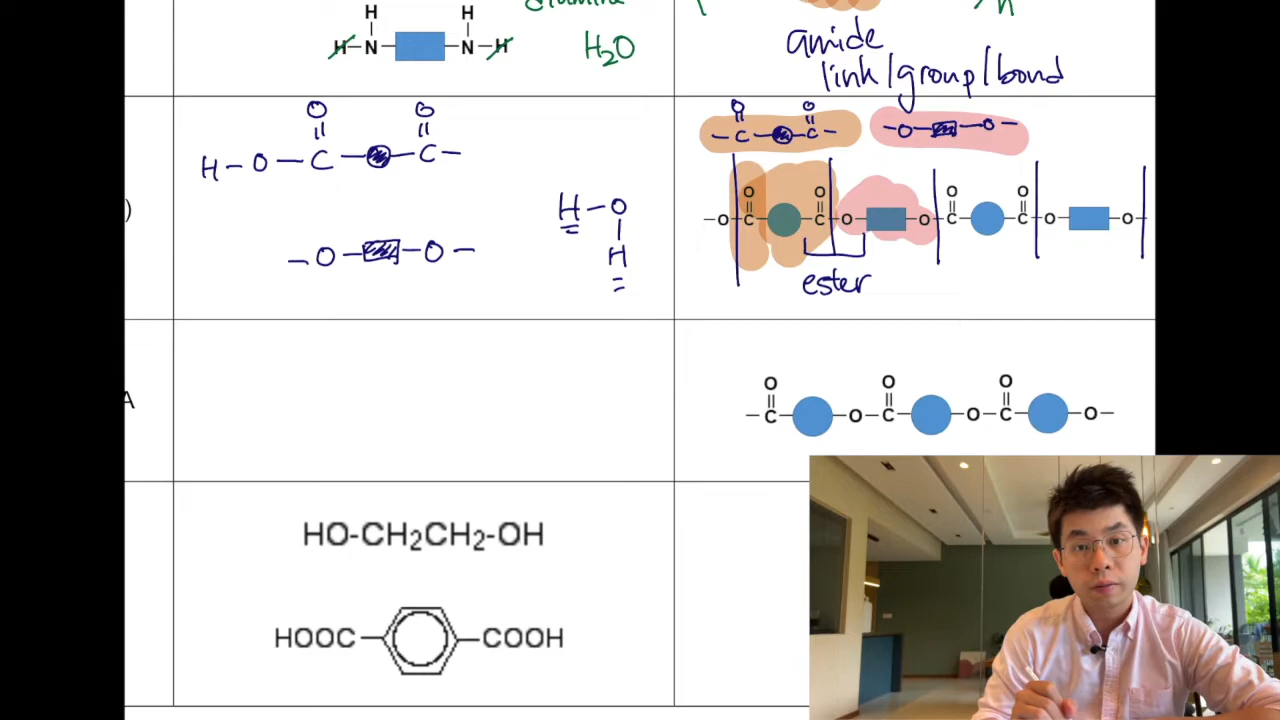 H H
H-N N-H
H₂O
amide
link/group/bond
O O
|| ||
H-O-C- -C-
-O- -O-
H-O
|
H
O O
|| ||
-C- -C- -O- -O-
O O O O
|| || || ||
-O-C- -C-O- -O-C- -C-O- -O-
ester
)
A
O O O
|| || ||
-C- -O-C- -O-C- -O-
HO-CH₂CH₂-OH
HOOC- -COOH